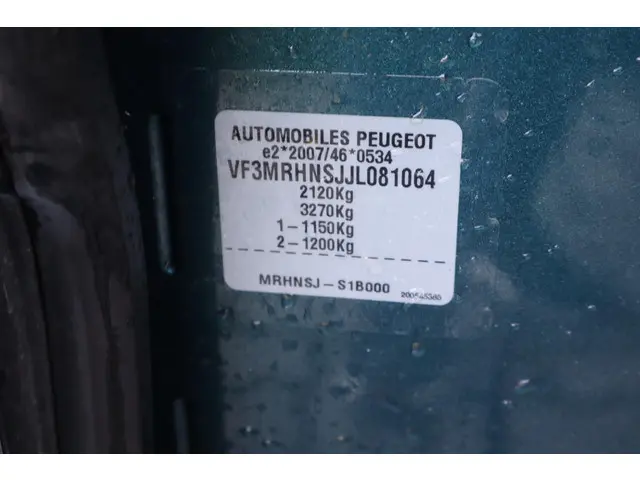 AUTOMOBILES PEUGEOT
e2*2007/46*0534
VF3MRHNSJJL081064
2120Kg
3270Kg
1-1150Kg
2-1200Kg
MRHNSJ-S1B000